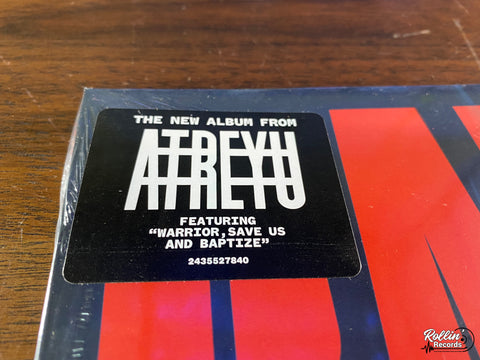 THE NEW ALBUM FROM
ATREYU
FEATURING
“WARRIOR, SAVE US
AND BAPTIZE”
2435527840
Rollin'
Records